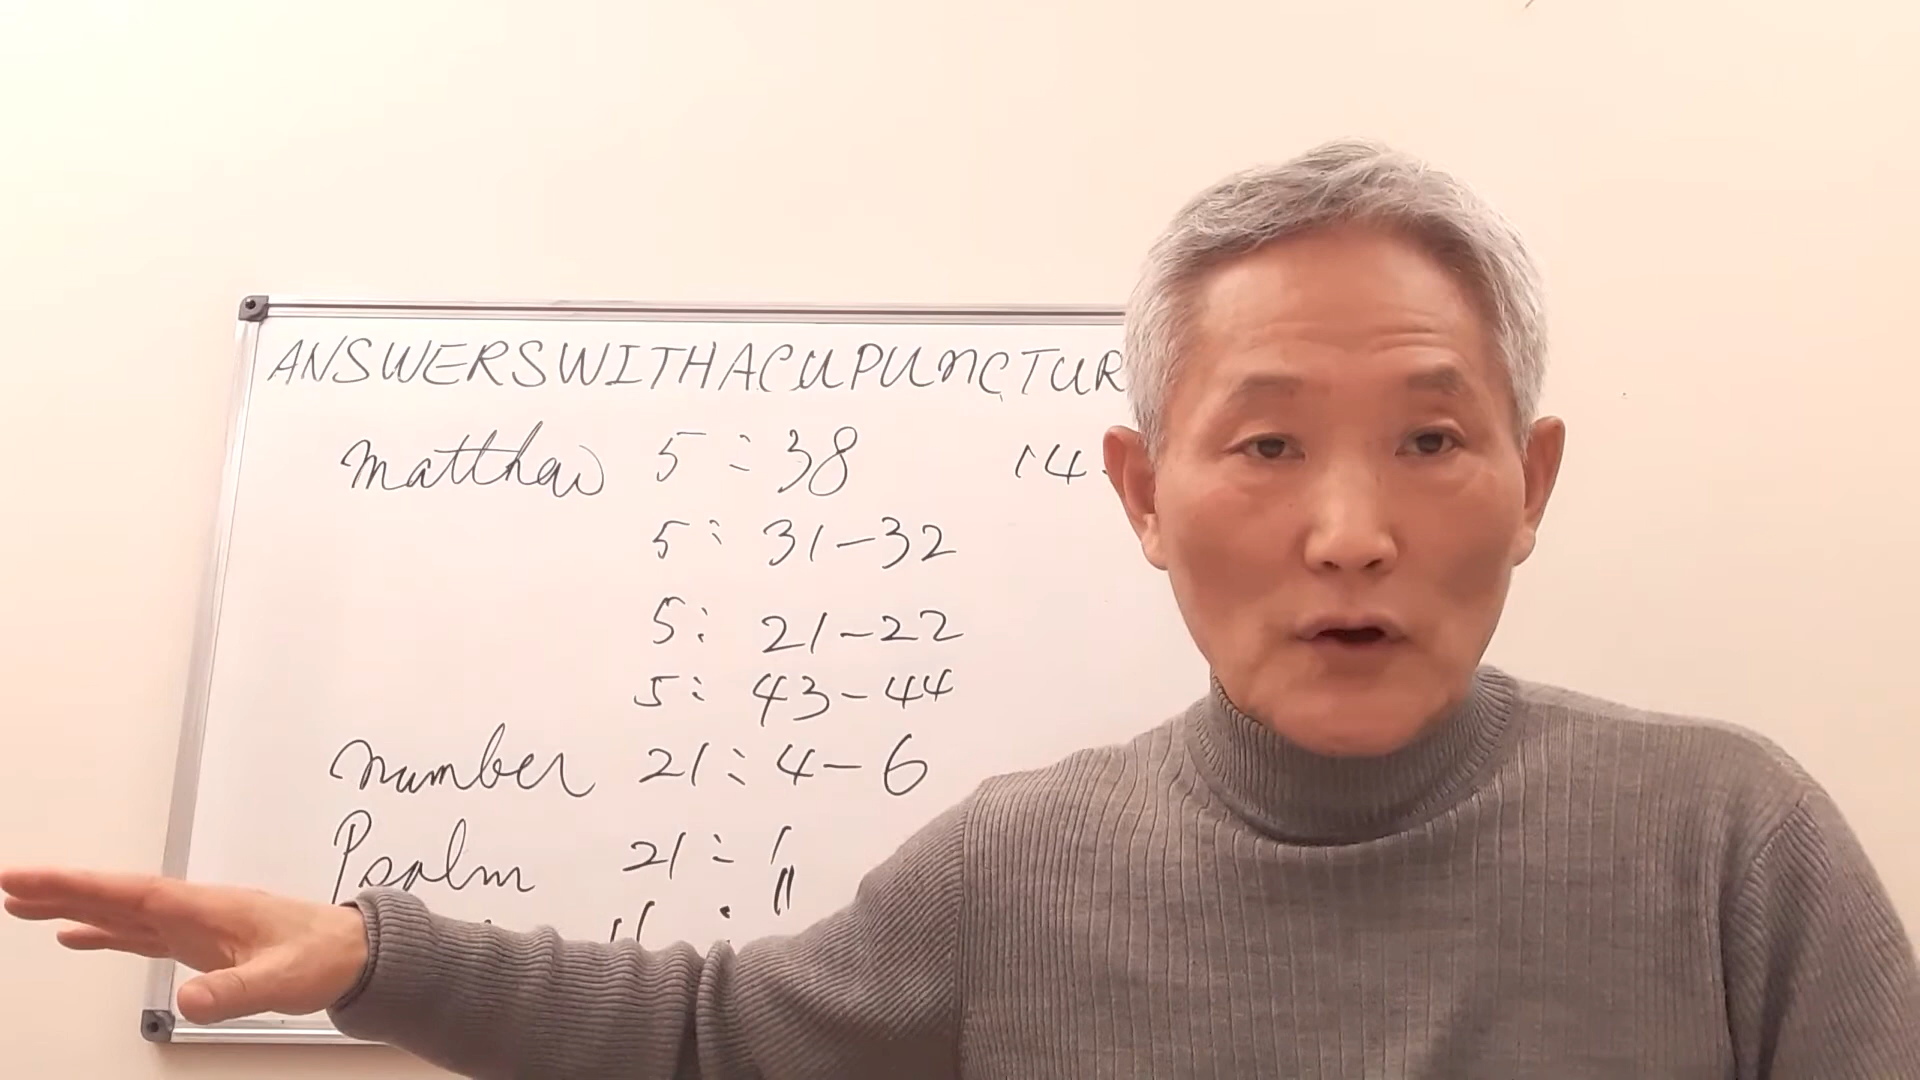 ANSWERSWITHACUPUNCTUR
Matthew 5:38 14
5:31-32
5:21-22
5:43-44
number 21:4-6
Psalm 21:1